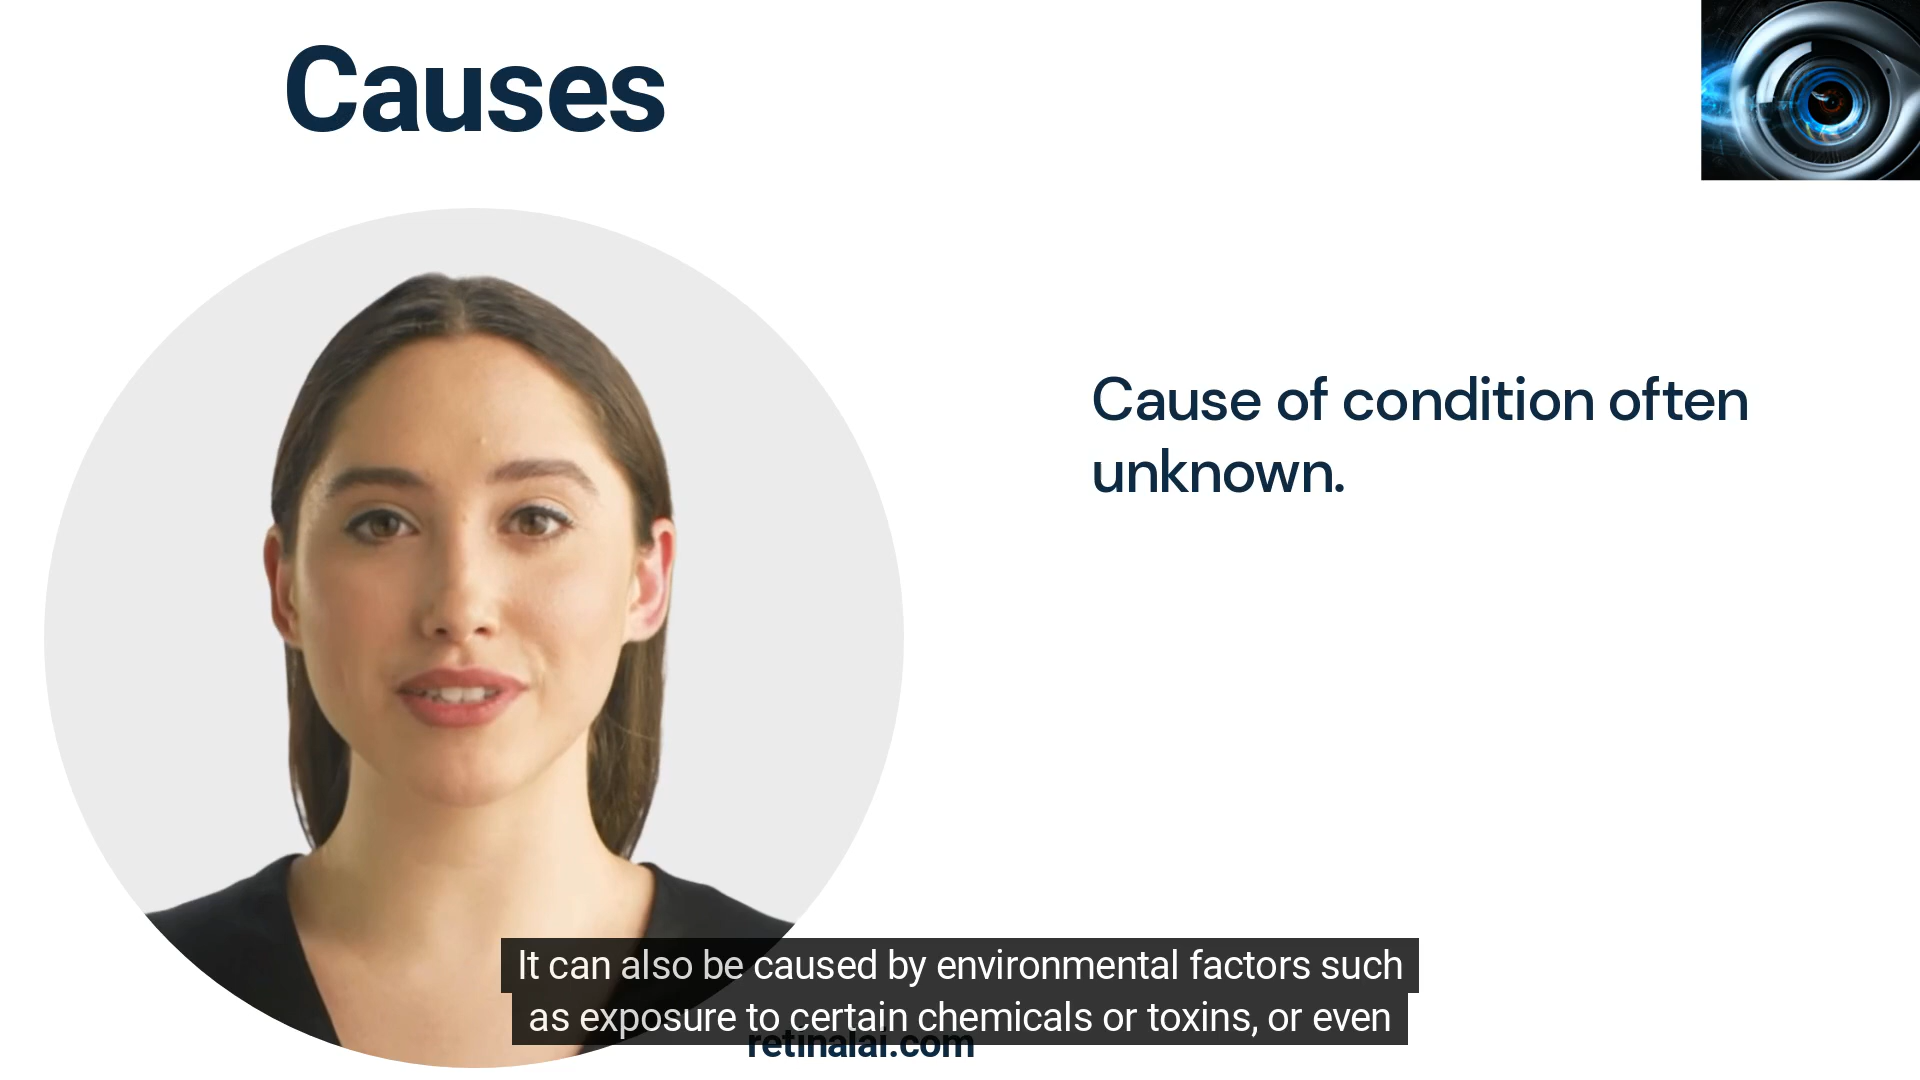 Causes
Cause of condition often
unknown.
It can also be caused by environmental factors such
as exposure to certain chemicals or toxins, or even
retinalai.com